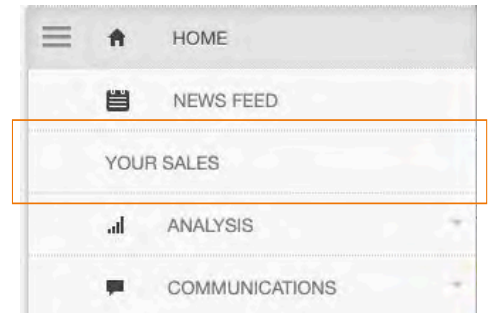 HOME
NEWS FEED
YOUR SALES
ANALYSIS
COMMUNICATIONS